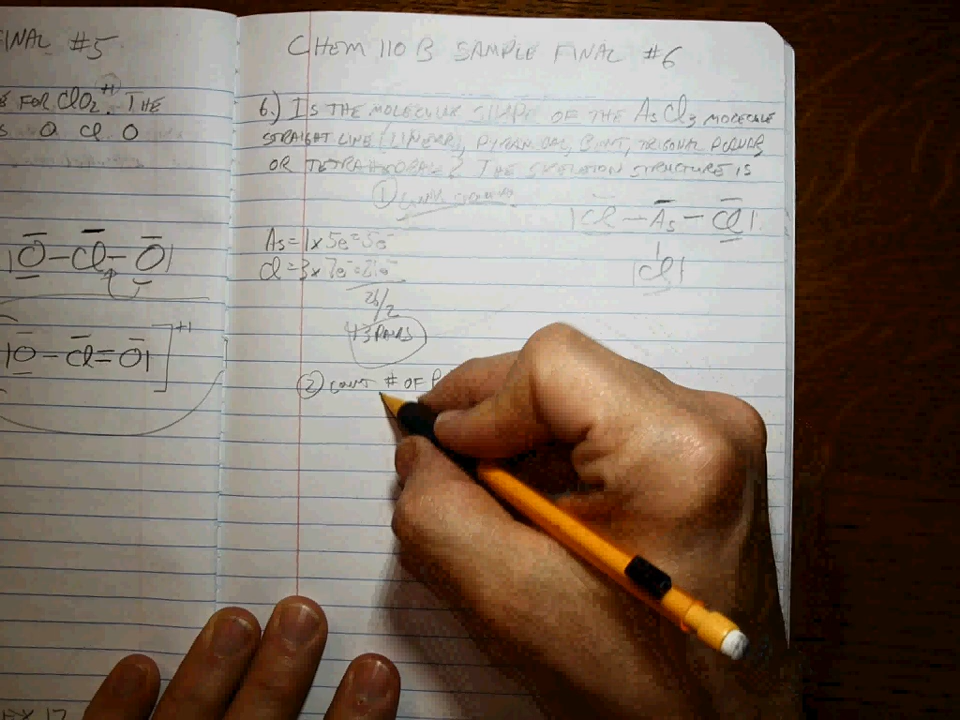 INAL #5
FOR ClO2 +1. THE
O Cl O
|O - Cl - O|
|O - Cl = O|] +1
CHEM 110 B SAMPLE FINAL #6
6.) IS THE MOLECULAR SHAPE OF THE AsCl3 MOLECULE
STRAIGHT LINE (LINEAR), PYRAMIDAL, BENT, TRIGONAL PLANAR,
OR TETRAHEDRAL? THE SKELETON STRUCTURE IS
①
|Cl - As - Cl|
|
|Cl|
As = 1 x 5e⁻ = 5e⁻
Cl = 3 x 7e⁻ = 21e⁻
26/2
13 PAIRS
② COUNT # OF P